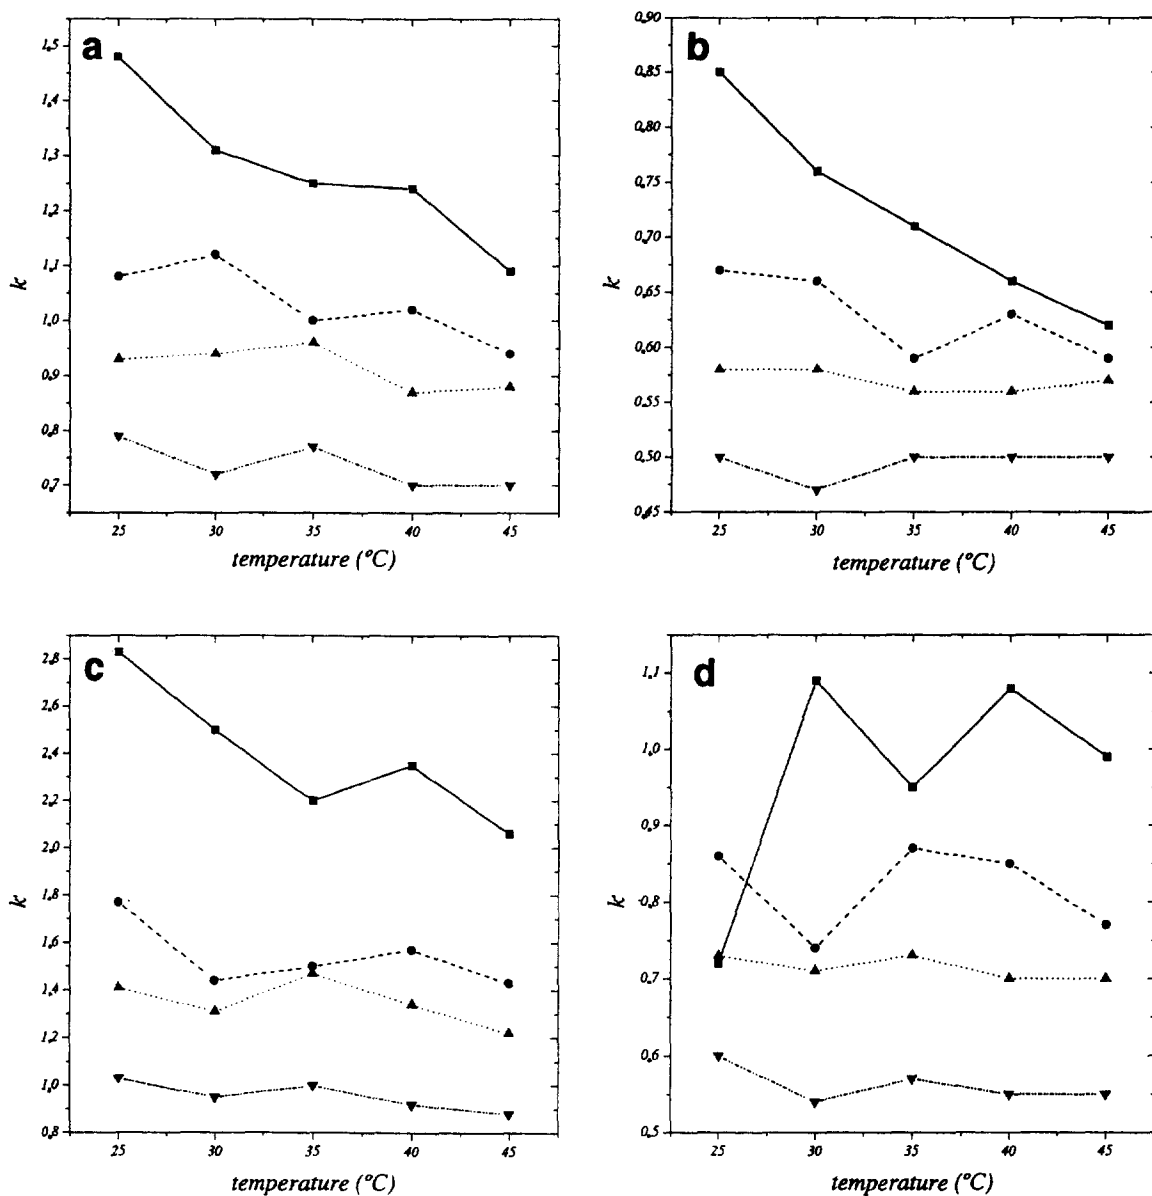 a
1,5
1,4
1,3
1,2
1,1
1,0
0,9
0,8
0,7
k
25 30 35 40 45
temperature (°C)
b
0,90
0,85
0,80
0,75
0,70
0,65
0,60
0,55
0,50
0,45
k
25 30 35 40 45
temperature (°C)
c
2,8
2,6
2,4
2,2
2,0
1,8
1,6
1,4
1,2
1,0
0,8
k
25 30 35 40 45
temperature (°C)
d
1,1
1,0
0,9
0,8
0,7
0,6
0,5
k
25 30 35 40 45
temperature (°C)